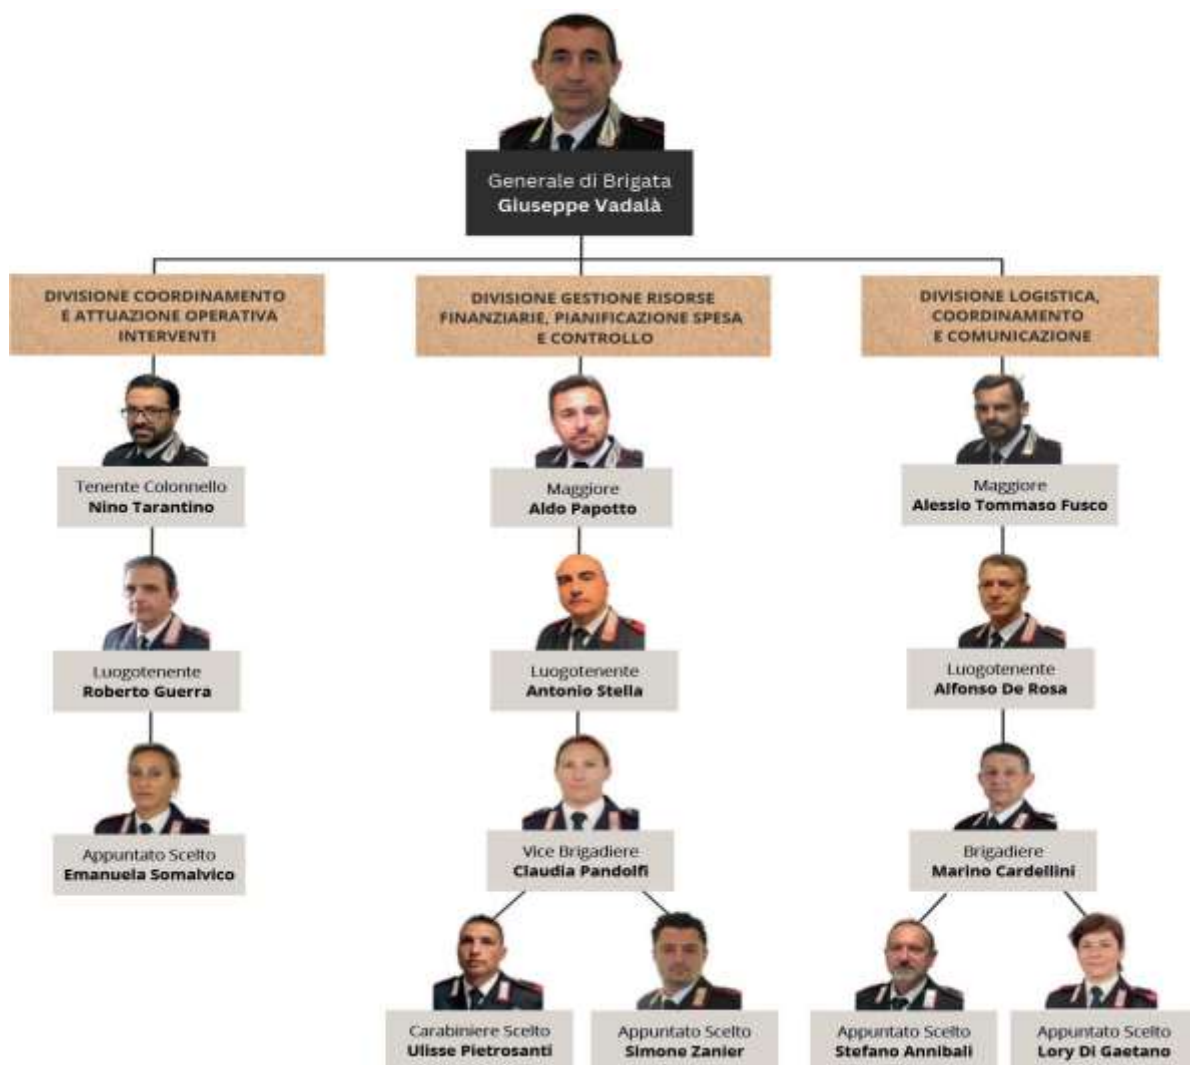 Generale di Brigata
Giuseppe Vadalà
DIVISIONE COORDINAMENTO
E ATTUAZIONE OPERATIVA
INTERVENTI
DIVISIONE GESTIONE RISORSE
FINANZIARIE, PIANIFICAZIONE SPESA
E CONTROLLO
DIVISIONE LOGISTICA,
COORDINAMENTO
E COMUNICAZIONE
Tenente Colonnello
Nino Tarantino
Maggiore
Aldo Papotto
Maggiore
Alessio Tommaso Fusco
Luogotenente
Roberto Guerra
Luogotenente
Antonio Stella
Luogotenente
Alfonso De Rosa
Appuntato Scelto
Emanuela Somalvico
Vice Brigadiere
Claudia Pandolfi
Brigadiere
Marino Cardellini
Carabiniere Scelto
Ulisse Pietrosanti
Appuntato Scelto
Simone Zanier
Appuntato Scelto
Stefano Annibali
Appuntato Scelto
Lory Di Gaetano